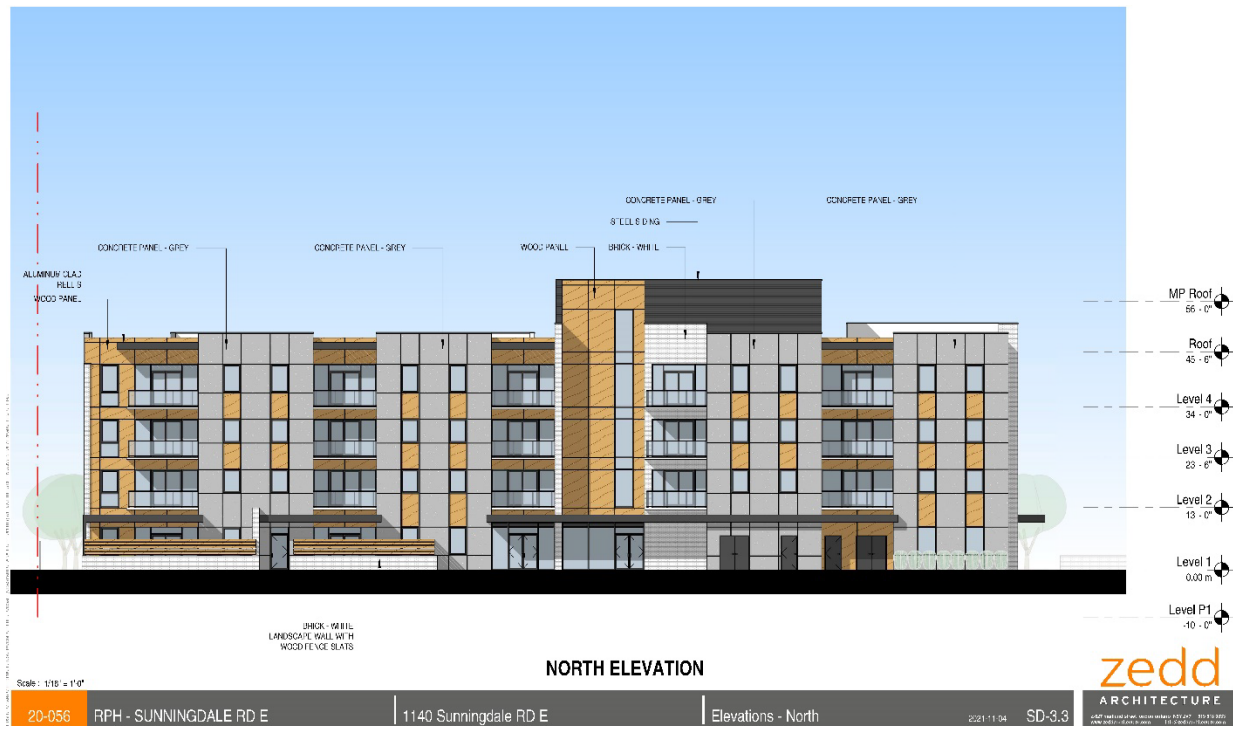 CONCRETE PANEL - GREY
CONCRETE PANEL - GREY
STEEL SIDING
CONCRETE PANEL - GREY
CONCRETE PANEL - GREY
WOOD PANEL
BRICK - WHITE
ALUMINUM CLAD
WOOD PANEL
MP Roof
56 - 0"
Roof
45 - 6"
Level 4
34 - 0"
Level 3
23 - 6"
Level 2
13 - 0"
Level 1
0.00 m
Level P1
-10 - 0"
BRICK - WHITE
LANDSCAPE WALL WITH
WOOD FENCE SLATS
NORTH ELEVATION
Scale : 1/16" = 1'-0"
zedd
ARCHITECTURE
20-056
RPH - SUNNINGDALE RD E
1140 Sunningdale RD E
Elevations - North
2021-11-04
SD-3.3